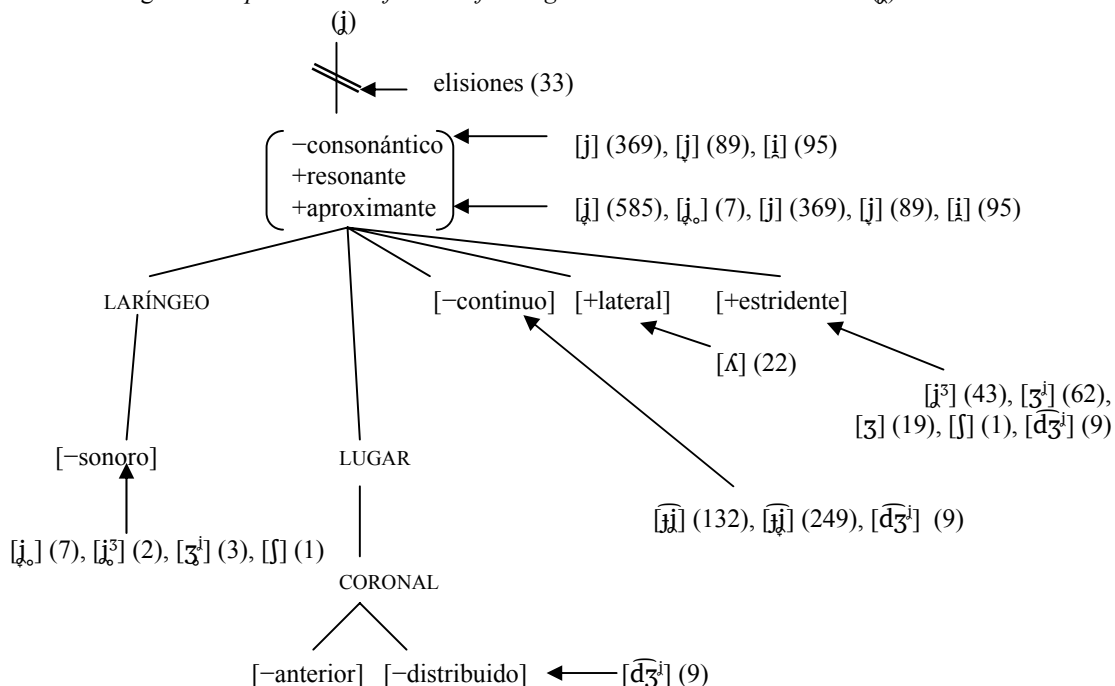 (ʝ)
elisiones (33)
−consonántico
+resonante
+aproximante
[j] (369), [j̞] (89), [i̯] (95)
[ʝ̞] (585), [ʝ̞̊] (7), [j] (369), [j̞] (89), [i̯] (95)
LARÍNGEO
[−continuo] [+lateral] [+estridente]
[ʎ] (22)
[ʝᶾ] (43), [ʒʲ] (62),
[ʒ] (19), [ʃ] (1), [d͡ʒʲ] (9)
[−sonoro]
LUGAR
[ɟ͡ʝ] (132), [ɟ͡ʝ̞] (249), [d͡ʒʲ] (9)
[ʝ̞̊] (7), [ʝ̊ᶾ] (2), [ʒ̊ʲ] (3), [ʃ] (1)
CORONAL
[−anterior] [−distribuido]
[d͡ʒʲ] (9)